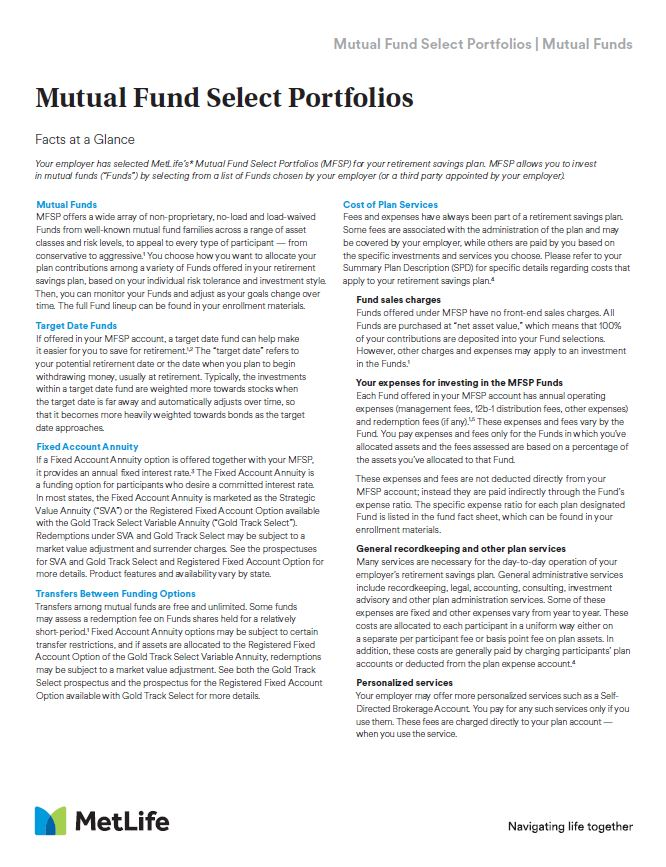 Mutual Fund Select Portfolios | Mutual Funds
Mutual Fund Select Portfolios
Facts at a Glance
Your employer has selected MetLife's* Mutual Fund Select Portfolios (MFSP) for your retirement savings plan. MFSP allows you to invest
in mutual funds ("Funds") by selecting from a list of Funds chosen by your employer (or a third party appointed by your employer).
Mutual Funds
MFSP offers a wide array of non-proprietary, no-load and load-waived
Funds from well-known mutual fund families across a range of asset
classes and risk levels, to appeal to every type of participant — from
conservative to aggressive.¹ You choose how you want to allocate your
plan contributions among a variety of Funds offered in your retirement
savings plan, based on your individual risk tolerance and investment style.
Then, you can monitor your Funds and adjust as your goals change over
time. The full Fund lineup can be found in your enrollment materials.
Target Date Funds
If offered in your MFSP account, a target date fund can help make
it easier for you to save for retirement.¹,² The "target date" refers to
your potential retirement date or the date when you plan to begin
withdrawing money, usually at retirement. Typically, the investments
within a target date fund are weighted more towards stocks when
the target date is far away and automatically adjusts over time, so
that it becomes more heavily weighted towards bonds as the target
date approaches.
Fixed Account Annuity
If a Fixed Account Annuity option is offered together with your MFSP,
it provides an annual fixed interest rate.³ The Fixed Account Annuity is
a funding option for participants who desire a committed interest rate.
In most states, the Fixed Account Annuity is marketed as the Strategic
Value Annuity ("SVA") or the Registered Fixed Account Option available
with the Gold Track Select Variable Annuity ("Gold Track Select").
Redemptions under SVA and Gold Track Select may be subject to a
market value adjustment and surrender charges. See the prospectuses
for SVA and Gold Track Select and Registered Fixed Account Option for
more details. Product features and availability vary by state.
Transfers Between Funding Options
Transfers among mutual funds are free and unlimited. Some funds
may assess a redemption fee on Funds shares held for a relatively
short-period.¹ Fixed Account Annuity options may be subject to certain
transfer restrictions, and if assets are allocated to the Registered Fixed
Account Option of the Gold Track Select Variable Annuity, redemptions
may be subject to market value adjustment. See both the Gold Track
Select prospectus and the prospectus for the Registered Fixed Account
Option available with Gold Track Select for more details.
Cost of Plan Services
Fees and expenses have always been part of a retirement savings plan.
Some fees are associated with the administration of the plan and may
be covered by your employer, while others are paid by you based on
the specific investments and services you choose. Please refer to your
Summary Plan Description (SPD) for specific details regarding costs that
apply to your retirement savings plan.⁴
Fund sales charges
Funds offered under MFSP have no front-end sales charges. All
Funds are purchased at "net asset value," which means that 100%
of your contributions are deposited into your Fund selections.
However, other charges and expenses may apply to an investment
in the Funds.¹
Your expenses for investing in the MFSP Funds
Each Fund offered in your MFSP account has annual operating
expenses (management fees, 12b-1 distribution fees, other expenses)
and redemption fees (if any).¹,⁵ These expenses and fees vary by the
Fund. You pay expenses and fees only for the Funds in which you've
allocated assets and the fees assessed are based on a percentage of
the assets you've allocated to that Fund.
These expenses and fees are not deducted directly from your
MFSP account; instead they are paid indirectly through the Fund's
expense ratio. The specific expense ratio for each plan designated
Fund is listed in the fund fact sheet, which can be found in your
enrollment materials.
General recordkeeping and other plan services
Many services are necessary for the day-to-day operation of your
employer's retirement savings plan. General administrative services
include recordkeeping, legal, accounting, consulting, investment
advisory and other plan administration services. Some of these
expenses are fixed and other expenses vary from year to year. These
costs are allocated to each participant in a uniform way either on
a separate per participant fee or basis point fee on plan assets. In
addition, these costs are generally paid by charging participants' plan
accounts or deducted from the plan expense account.⁴
Personalized services
Your employer may offer more personalized services such as a Self-
Directed Brokerage Account. You pay for any such services only if you
use them. These fees are charged directly to your plan account —
when you use the service.
MetLife
Navigating life together